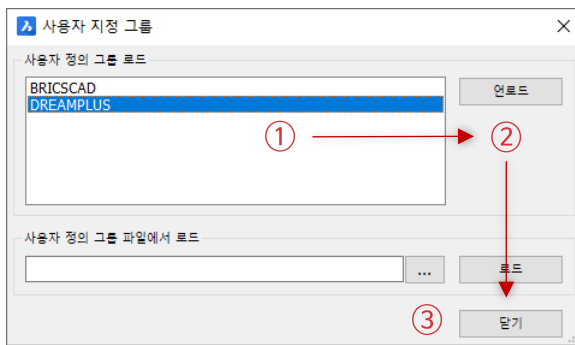 사용자 지정 그룹
사용자 정의 그룹 로드
BRICSCAD
DREAMPLUS
언로드
① ②
사용자 정의 그룹 파일에서 로드
... 로드
③ 닫기